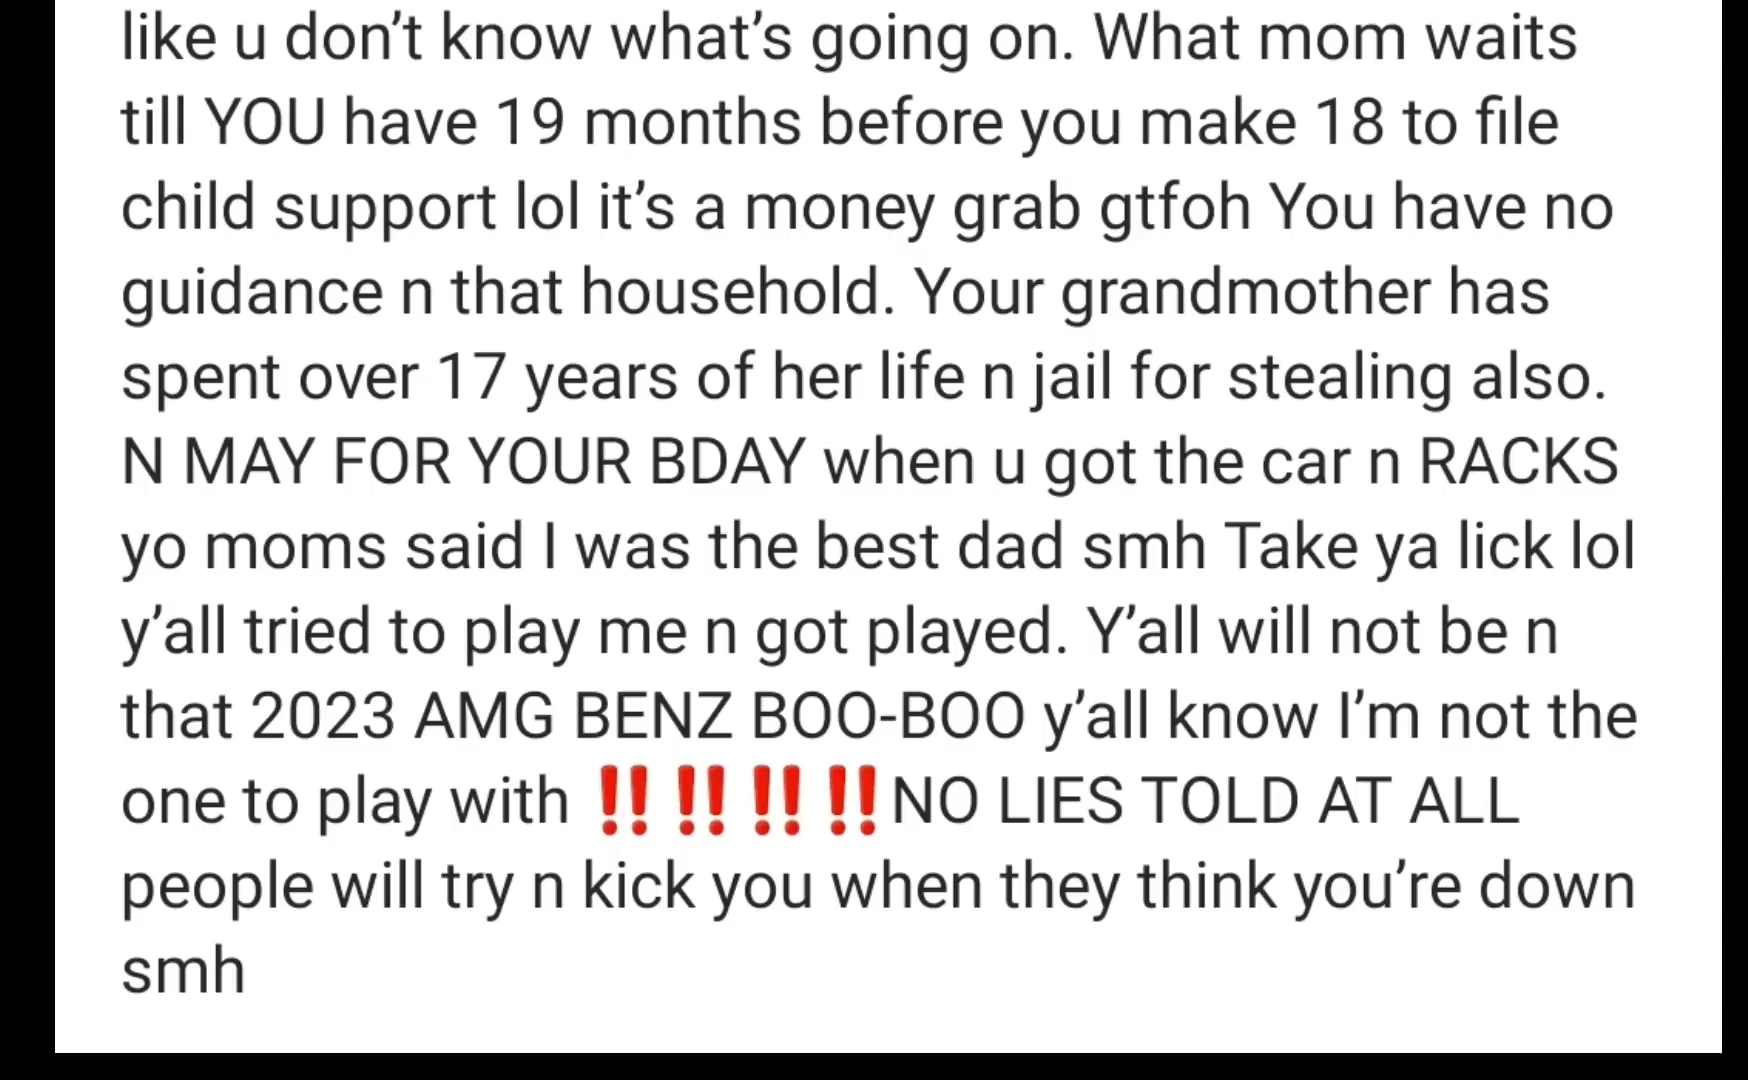 like u don’t know what’s going on. What mom waits
till YOU have 19 months before you make 18 to file
child support lol it’s a money grab gtfoh You have no
guidance n that household. Your grandmother has
spent over 17 years of her life n jail for stealing also.
N MAY FOR YOUR BDAY when u got the car n RACKS
yo moms said I was the best dad smh Take ya lick lol
y’all tried to play me n got played. Y’all will not be n
that 2023 AMG BENZ BOO-BOO y’all know I’m not the
one to play with ‼️‼️‼️‼️NO LIES TOLD AT ALL
people will try n kick you when they think you’re down
smh